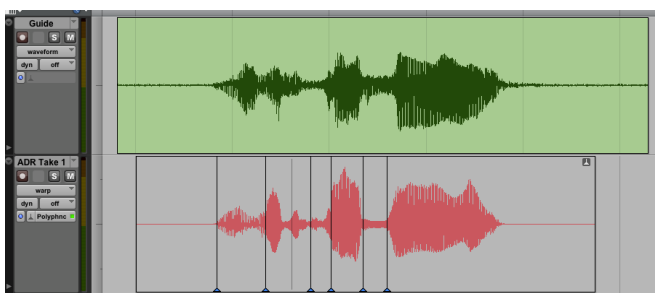 Guide
S M
waveform
dyn off
ADR Take 1
S M
warp
dyn off
Polyphnc